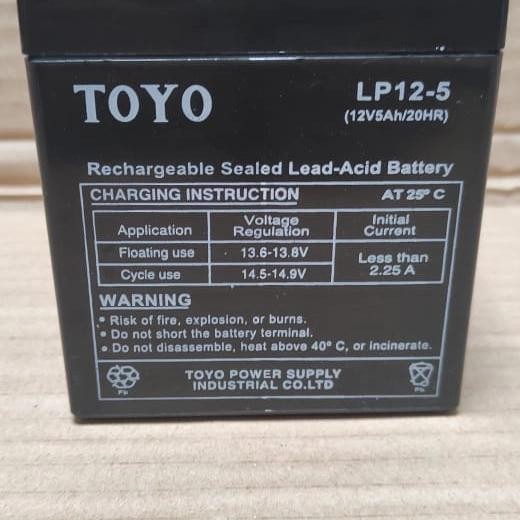 TOYO
LP12-5
(12V5Ah/20HR)
Rechargeable Sealed Lead-Acid Battery
CHARGING INSTRUCTION AT 25º C
Application Voltage Regulation Initial Current
Floating use 13.6-13.8V Less than 2.25 A
Cycle use 14.5-14.9V
WARNING
• Risk of fire, explosion, or burns.
• Do not short the battery terminal.
• Do not disassemble, heat above 40º C, or incinerate.
TOYO POWER SUPPLY
INDUSTRIAL CO.LTD
Pb
Pb